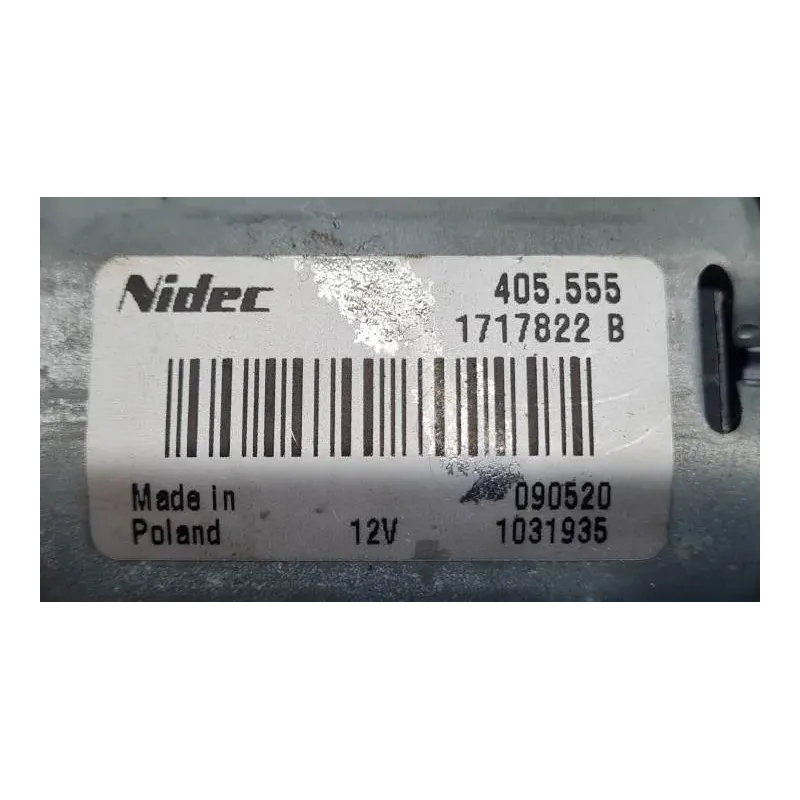 Nidec 405.555
1717822 B
Made in 090520
Poland 12V 1031935